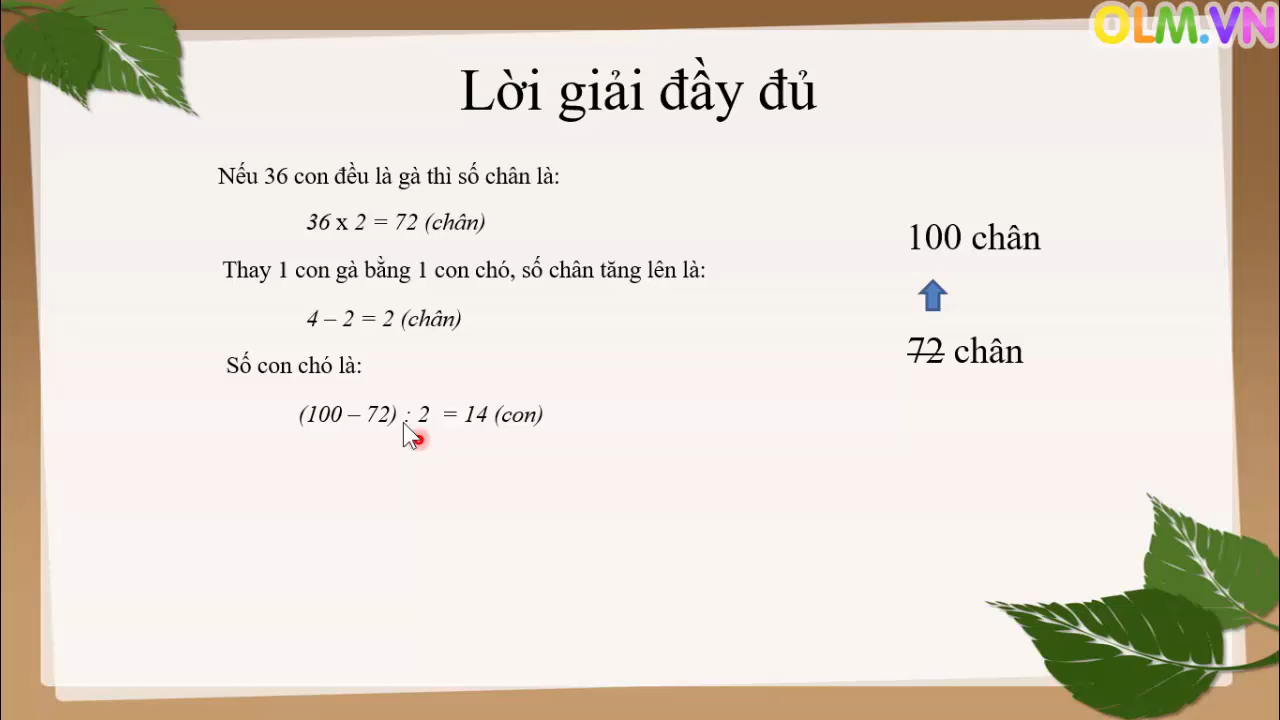 OLM.VN
Lời giải đầy đủ
Nếu 36 con đều là gà thì số chân là:
36 x 2 = 72 (chân)
Thay 1 con gà bằng 1 con chó, số chân tăng lên là:
4 – 2 = 2 (chân)
Số con chó là:
(100 – 72) : 2 = 14 (con)
100 chân
72 chân